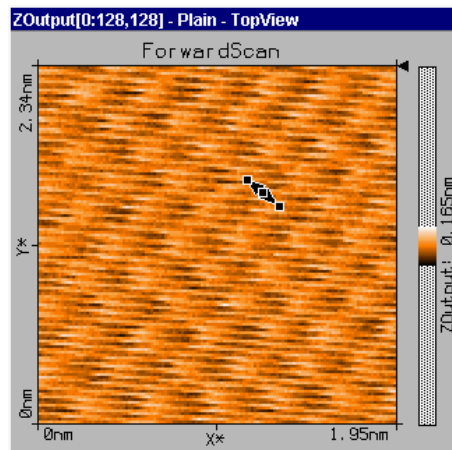 ZOutput[0:128,128] - Plain - TopView
ForwardScan
2.34nm
Y*
0nm
0nm
X*
1.95nm
ZOutput: 0.165nm